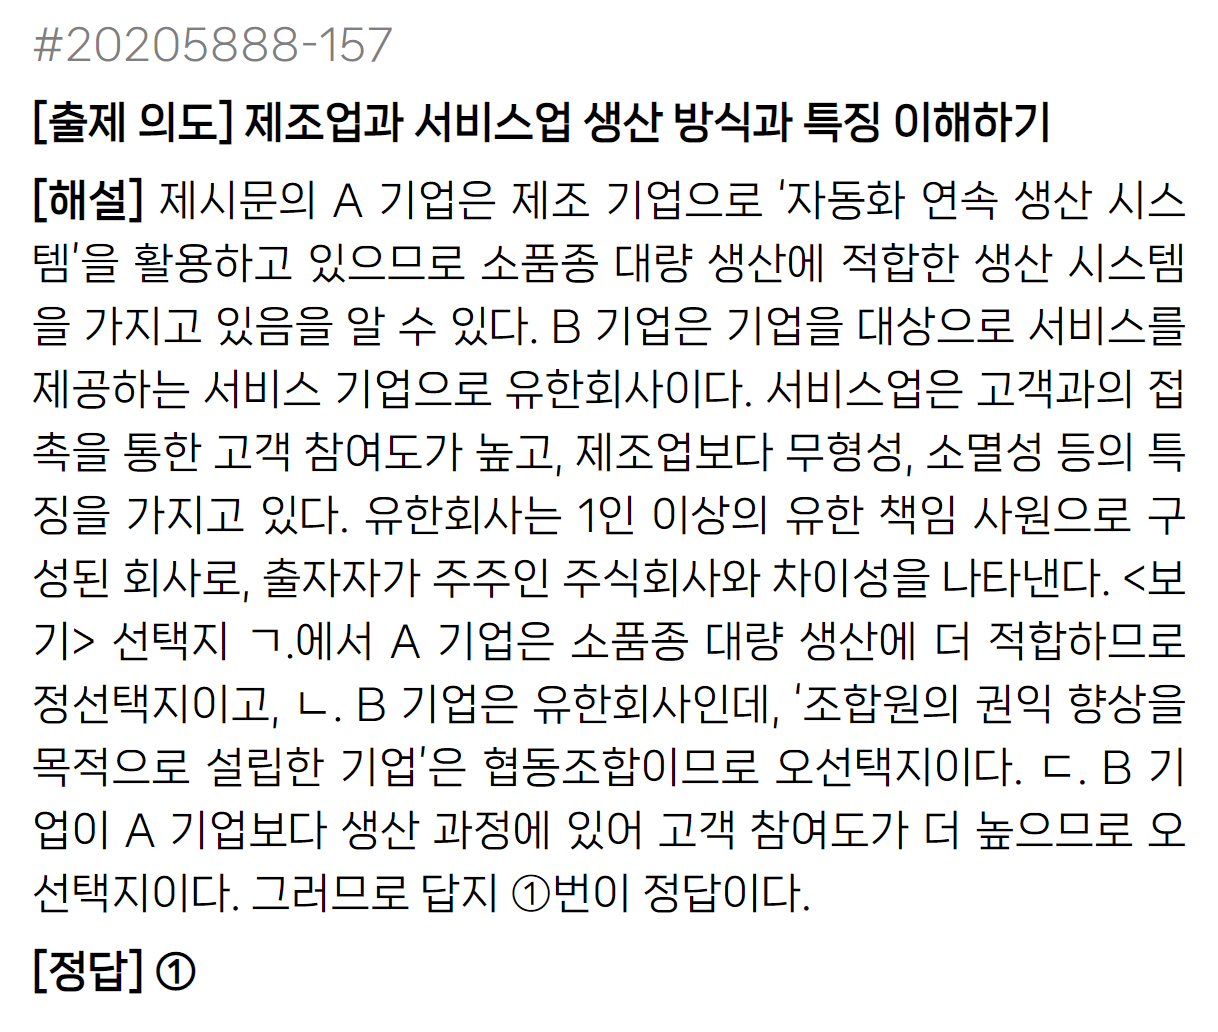 #20205888-157
[출제 의도] 제조업과 서비스업 생산 방식과 특징 이해하기
[해설] 제시문의 A 기업은 제조 기업으로 '자동화 연속 생산 시스
템'을 활용하고 있으므로 소품종 대량 생산에 적합한 생산 시스템
을 가지고 있음을 알 수 있다. B 기업은 기업을 대상으로 서비스를
제공하는 서비스 기업으로 유한회사이다. 서비스업은 고객과의 접
촉을 통한 고객 참여도가 높고, 제조업보다 무형성, 소멸성 등의 특
징을 가지고 있다. 유한회사는 1인 이상의 유한 책임 사원으로 구
성된 회사로, 출자자가 주주인 주식회사와 차이성을 나타낸다. <보
기> 선택지 ㄱ.에서 A 기업은 소품종 대량 생산에 더 적합하므로
정선택지이고, ㄴ. B 기업은 유한회사인데, '조합원의 권익 향상을
목적으로 설립한 기업'은 협동조합이므로 오선택지이다. ㄷ. B 기
업이 A 기업보다 생산 과정에 있어 고객 참여도가 더 높으므로 오
선택지이다. 그러므로 답지 ①번이 정답이다.
[정답] ①